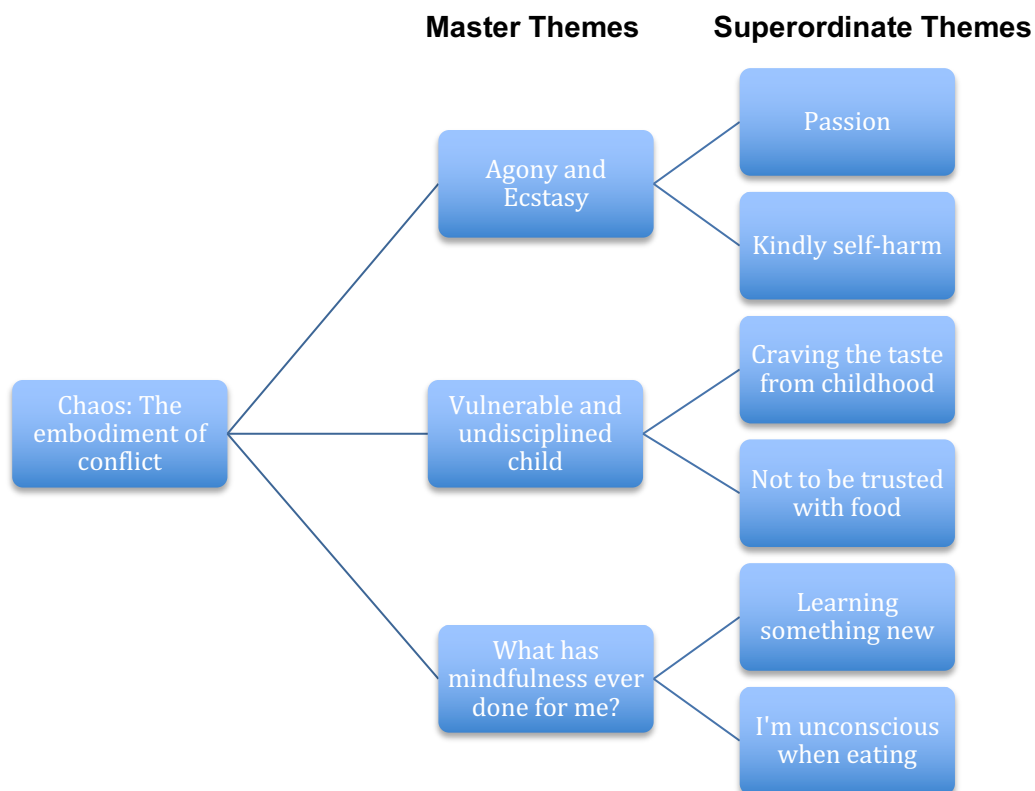 Master Themes
Superordinate Themes
Passion
Agony and
Ecstasy
Kindly self-harm
Craving the taste
from childhood
Chaos: The
embodiment of
conflict
Vulnerable and
undisciplined
child
Not to be trusted
with food
Learning
something new
What has
mindfulness ever
done for me?
I'm unconscious
when eating